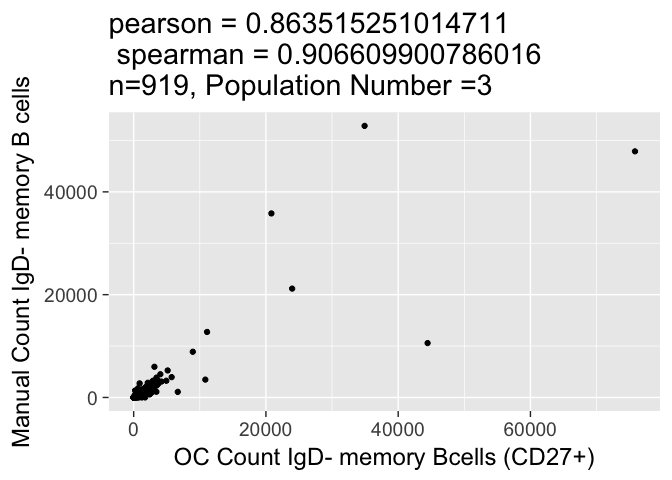 pearson = 0.863515251014711
spearman = 0.906609900786016
n=919, Population Number =3
Manual Count IgD- memory B cells
40000
20000
0
0
20000
40000
60000
OC Count IgD- memory Bcells (CD27+)